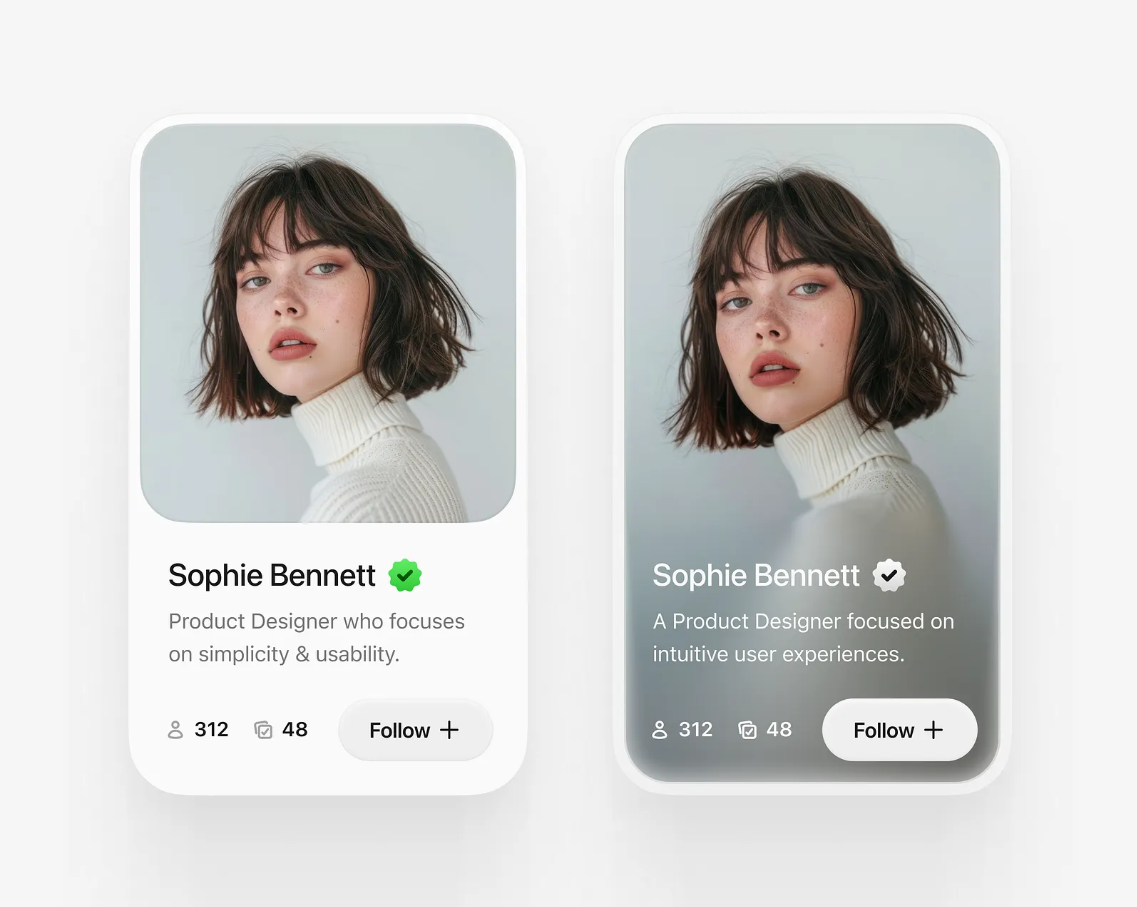 Sophie Bennett
Product Designer who focuses
on simplicity & usability.
312 48 Follow
Sophie Bennett
A Product Designer focused on
intuitive user experiences.
312 48 Follow